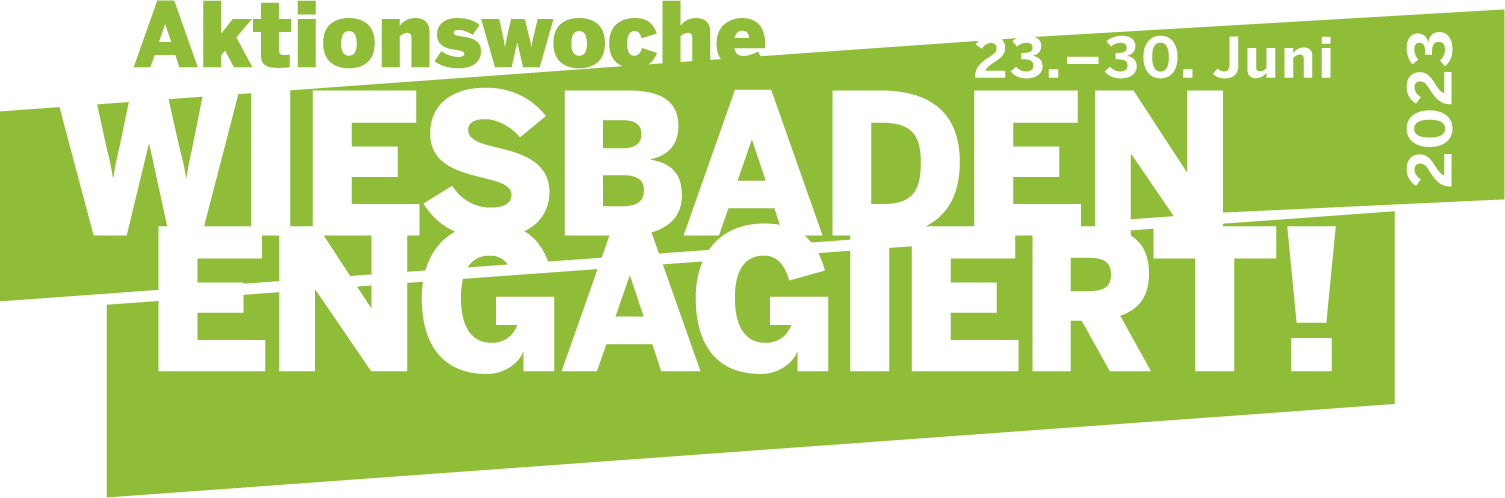 Aktionswoche
23.–30. Juni
2023
WIESBADEN
ENGAGIERT!